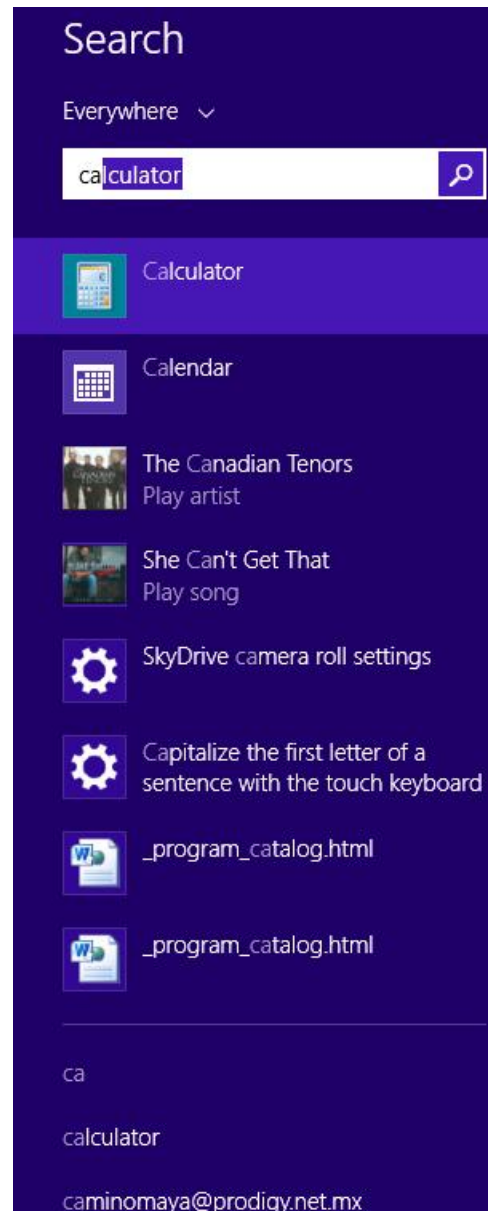 Search
Everywhere
calculator
Calculator
Calendar
The Canadian Tenors
Play artist
She Can't Get That
Play song
SkyDrive camera roll settings
Capitalize the first letter of a
sentence with the touch keyboard
_program_catalog.html
_program_catalog.html
ca
calculator
caminomaya@prodigy.net.mx